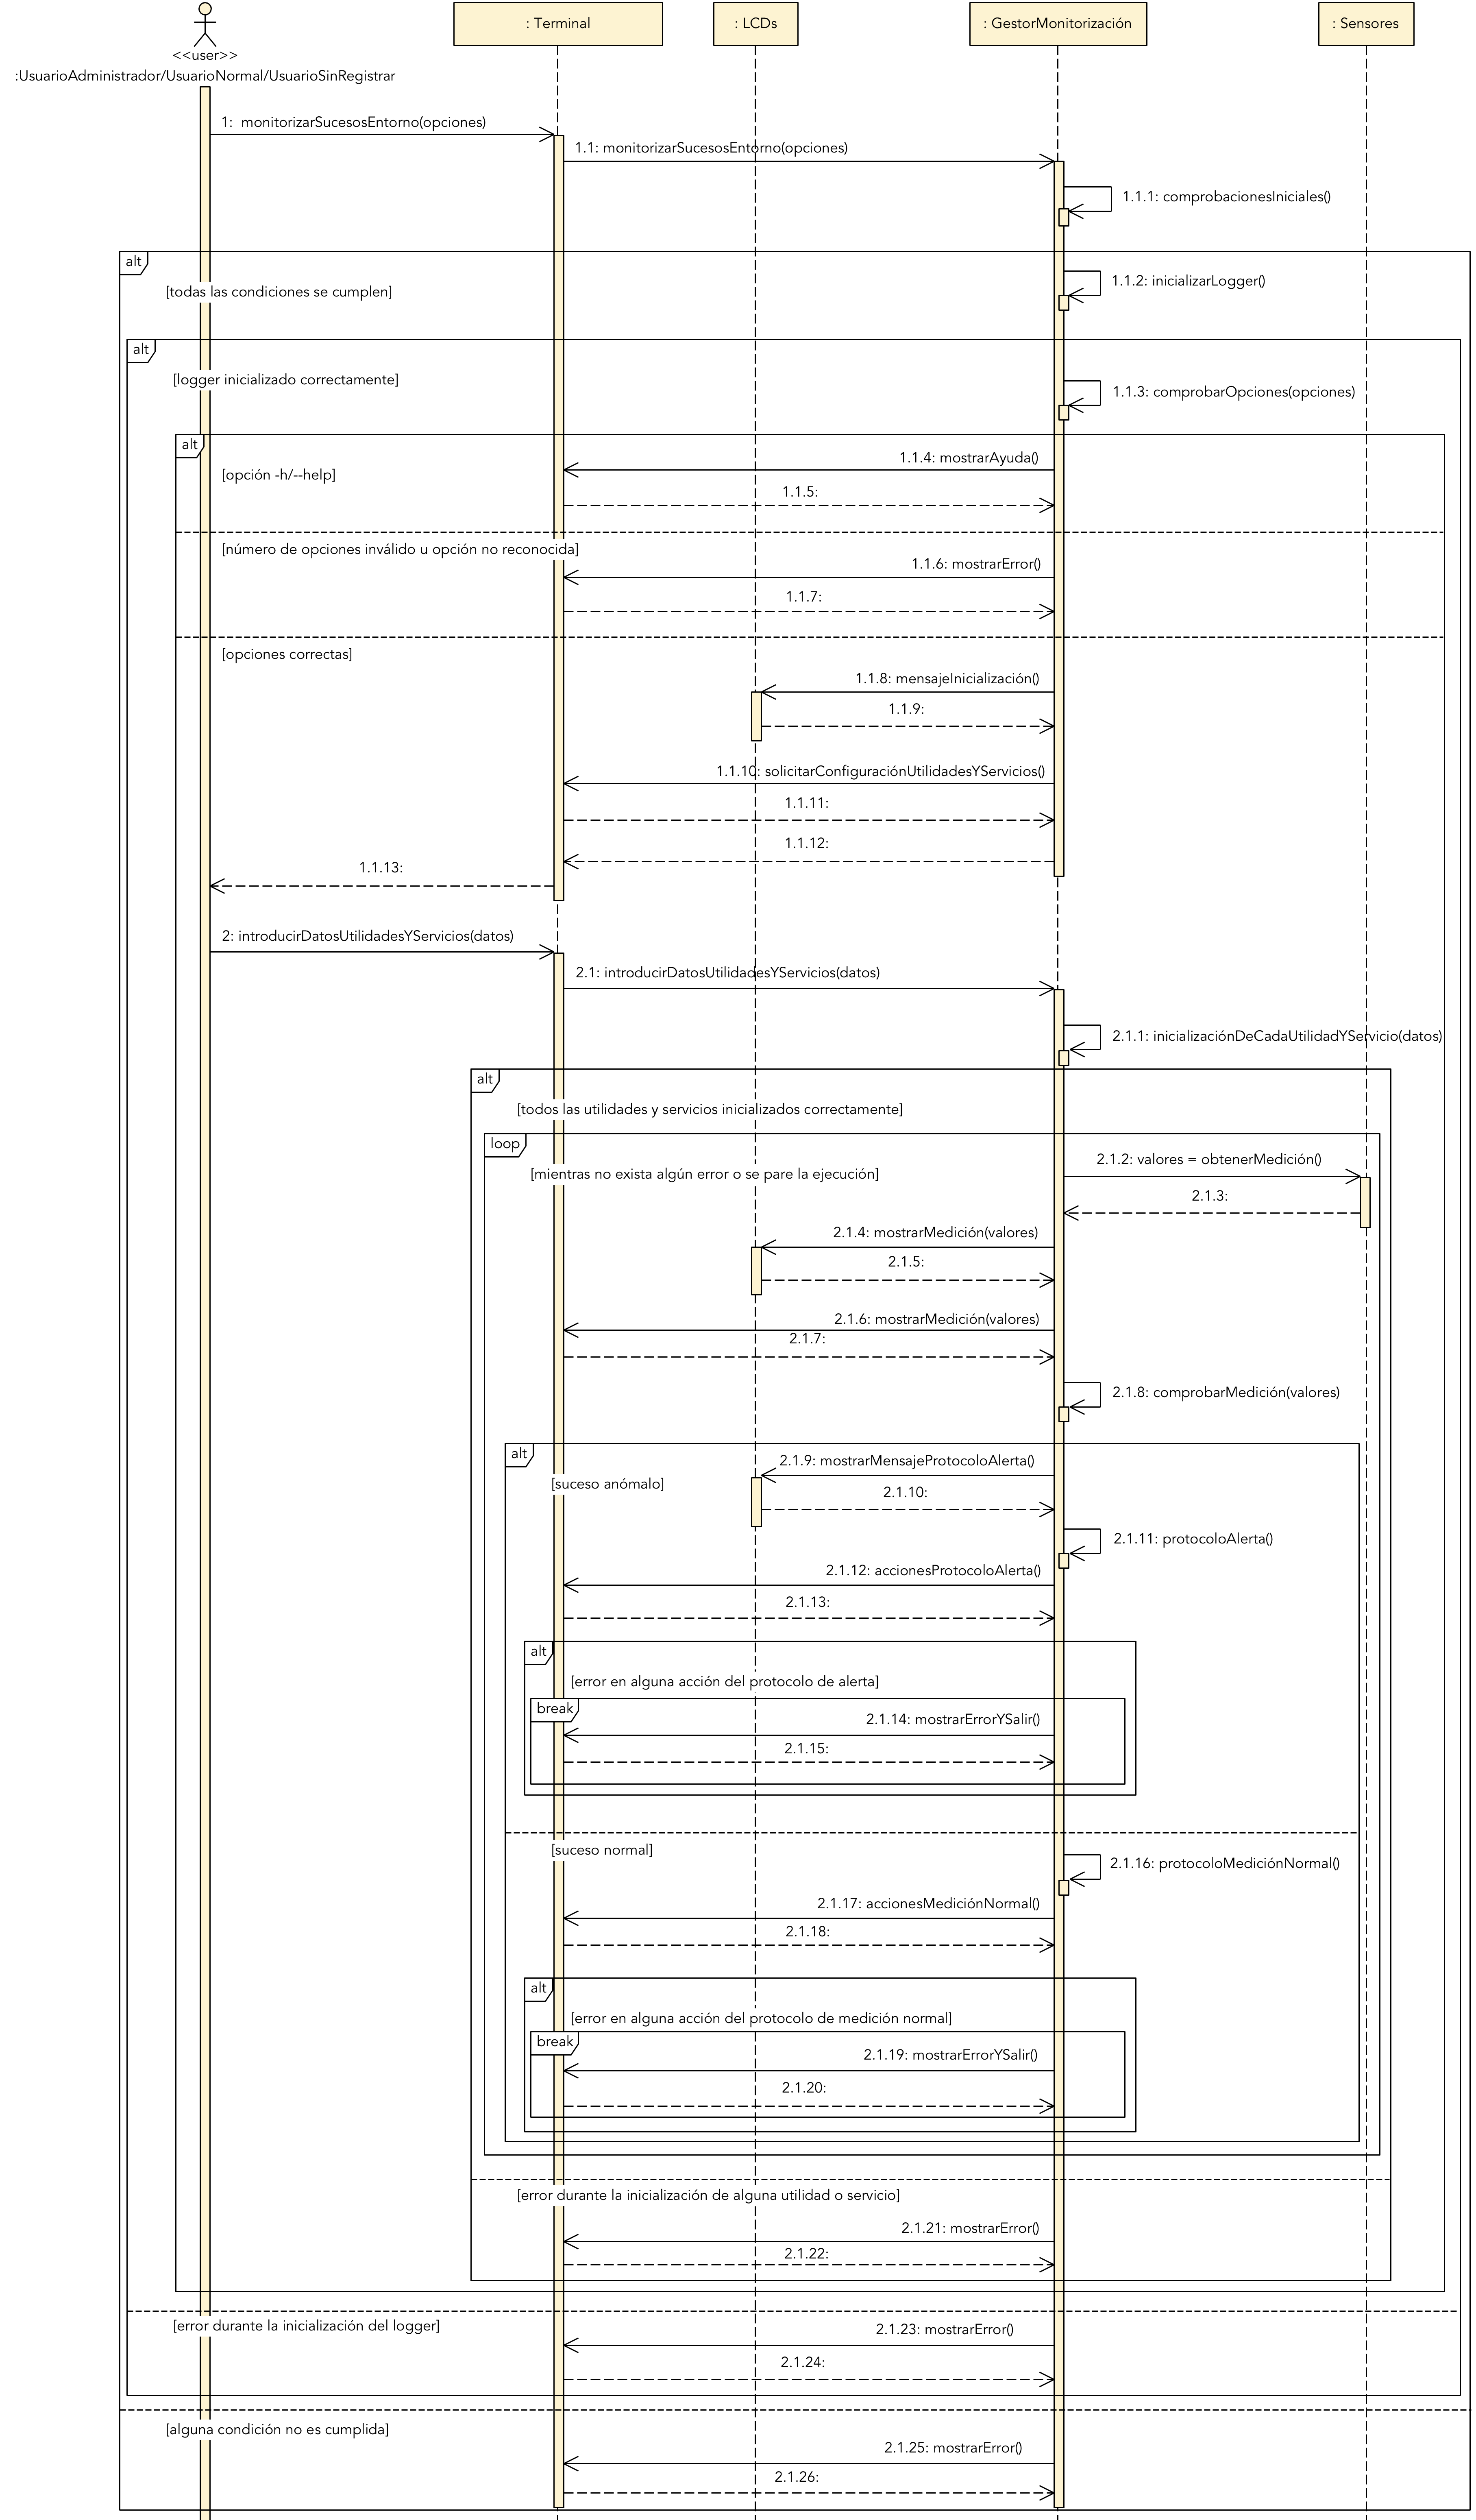 <<user>>
:UsuarioAdministrador/UsuarioNormal/UsuarioSinRegistrar
: Terminal
: LCDs
: GestorMonitorización
: Sensores
1:  monitorizarSucesosEntorno(opciones)
1.1: monitorizarSucesosEntorno(opciones)
1.1.1: comprobacionesIniciales()
alt
[todas las condiciones se cumplen]
1.1.2: inicializarLogger()
alt
[logger inicializado correctamente]
1.1.3: comprobarOpciones(opciones)
alt
[opción -h/--help]
1.1.4: mostrarAyuda()
1.1.5:
[número de opciones inválido u opción no reconocida]
1.1.6: mostrarError()
1.1.7:
[opciones correctas]
1.1.8: mensajeInicialización()
1.1.9:
1.1.10: solicitarConfiguraciónUtilidadesYServicios()
1.1.11:
1.1.12:
1.1.13:
2: introducirDatosUtilidadesYServicios(datos)
2.1: introducirDatosUtilidadesYServicios(datos)
2.1.1: inicializaciónDeCadaUtilidadYServicio(datos)
alt
[todos las utilidades y servicios inicializados correctamente]
loop
[mientras no exista algún error o se pare la ejecución]
2.1.2: valores = obtenerMedición()
2.1.3:
2.1.4: mostrarMedición(valores)
2.1.5:
2.1.6: mostrarMedición(valores)
2.1.7:
2.1.8: comprobarMedición(valores)
alt
[suceso anómalo]
2.1.9: mostrarMensajeProtocoloAlerta()
2.1.10:
2.1.11: protocoloAlerta()
2.1.12: accionesProtocoloAlerta()
2.1.13:
alt
[error en alguna acción del protocolo de alerta]
break
2.1.14: mostrarErrorYSalir()
2.1.15:
[suceso normal]
2.1.16: protocoloMediciónNormal()
2.1.17: accionesMediciónNormal()
2.1.18:
alt
[error en alguna acción del protocolo de medición normal]
break
2.1.19: mostrarErrorYSalir()
2.1.20:
[error durante la inicialización de alguna utilidad o servicio]
2.1.21: mostrarError()
2.1.22:
[error durante la inicialización del logger]
2.1.23: mostrarError()
2.1.24:
[alguna condición no es cumplida]
2.1.25: mostrarError()
2.1.26: